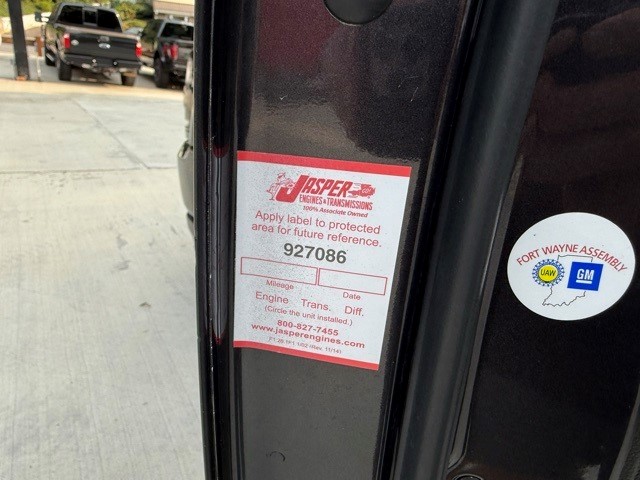 JASPER
ENGINES & TRANSMISSIONS
100% Associate Owned
Apply label to protected
area for future reference.
927086
Mileage Date
Engine Trans. Diff.
(Circle the unit installed.)
800-827-7455
www.jasperengines.com
FORT WAYNE ASSEMBLY
UAW GM